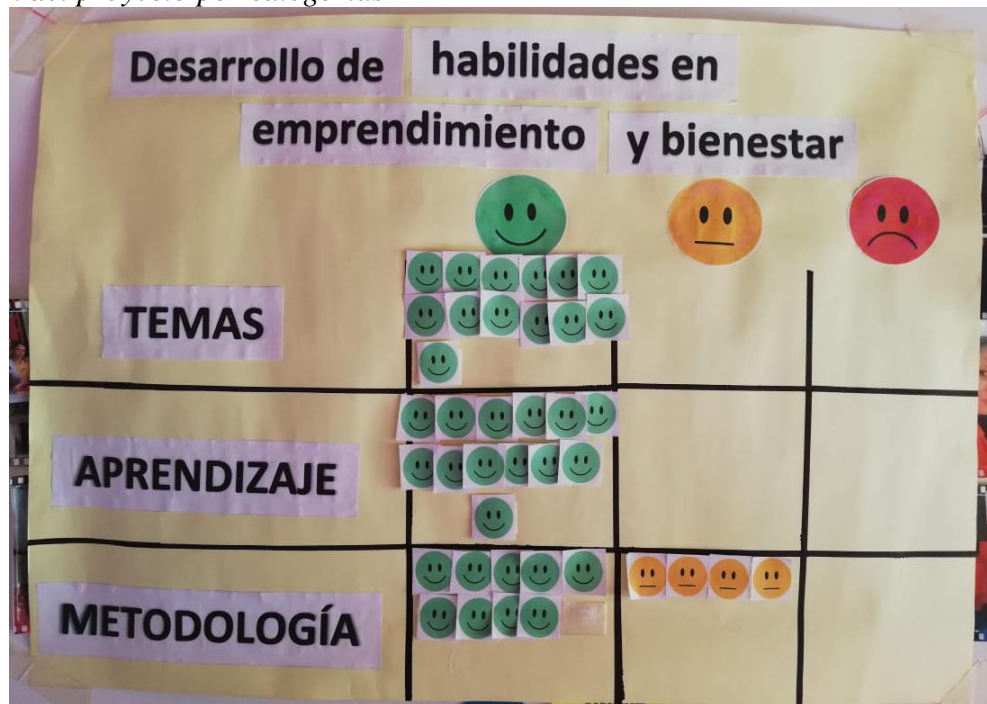 Desarrollo de habilidades en
emprendimiento y bienestar
TEMAS
APRENDIZAJE
METODOLOGÍA